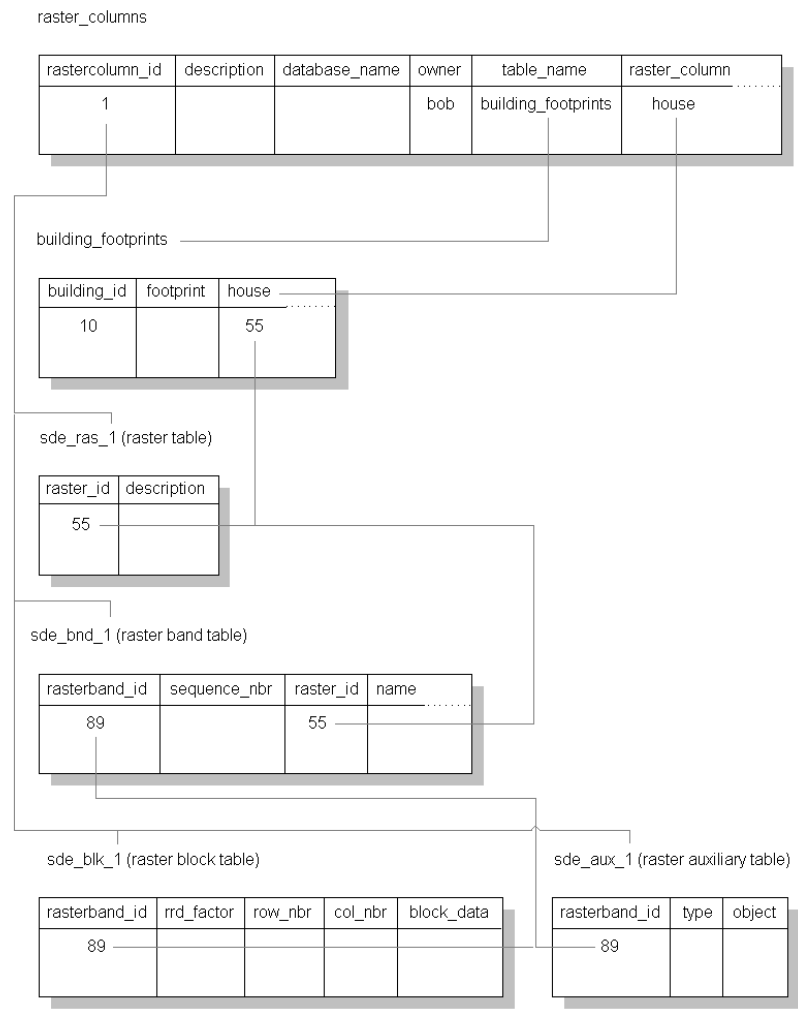 raster_columns
rastercolumn_id description database_name owner table_name raster_column
1 bob building_footprints house
building_footprints
building_id footprint house
10 55
sde_ras_1 (raster table)
raster_id description
55
sde_bnd_1 (raster band table)
rasterband_id sequence_nbr raster_id name
89 55
sde_blk_1 (raster block table) sde_aux_1 (raster auxiliary table)
rasterband_id rrd_factor row_nbr col_nbr block_data rasterband_id type object
89 89